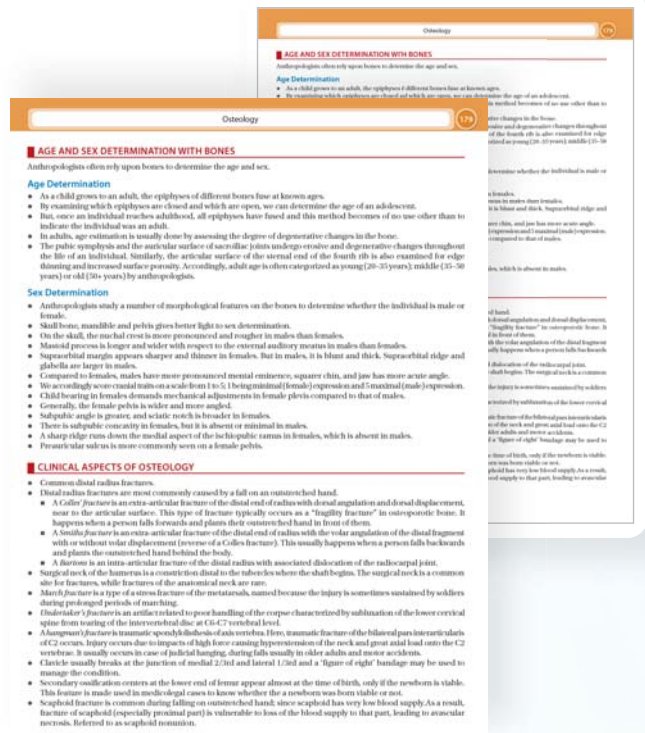 Osteology
179
AGE AND SEX DETERMINATION WITH BONES
Anthropologists often rely upon bones to determine the age and sex.
Age Determination
As a child grows to an adult, the epiphyses of different bones fuse at known ages.
By examining which epiphyses are closed and which are open, we can determine the age of an adolescent.
But, once an individual reaches adulthood, all epiphyses have fused and this method becomes of no use other than to
indicate the individual was an adult.
In adults, age estimation is usually done by assessing the degree of degenerative changes in the bone.
The pubic symphysis and the auricular surface of sacroiliac joints undergo erosive and degenerative changes throughout
the life of an individual. Similarly, the articular surface of the sternal end of the fourth rib is also examined for edge
thinning and increased surface porosity. Accordingly, adult age is often categorized as young (20–35 years); middle (35–50
years) or old (50+ years) by anthropologists.
Sex Determination
Anthropologists study a number of morphological features on the bones to determine whether the individual is male or
female.
Skull bone, mandible and pelvis gives better light to sex determination.
On the skull, the nuchal crest is more pronounced and rougher in males than females.
Mastoid process is longer and wider with respect to the external auditory meatus in males than females.
Supraorbital margin appears sharper and thinner in females. But in males, it is blunt and thick. Supraorbital ridge and
glabella are larger in males.
Compared to females, males have more pronounced mental eminence, squarer chin, and jaw has more acute angle.
We accordingly score cranial traits on a scale from 1 to 5; 1 being minimal (female) expression and 5 maximal (male) expression.
Child bearing in females demands mechanical adjustments in female plevis compared to that of males.
Generally, the female pelvis is wider and more angled.
Subpubic angle is greater, and sciatic notch is broader in females.
There is subpubic concavity in females, but it is absent or minimal in males.
A sharp ridge runs down the medial aspect of the ischiopubic ramus in females, which is absent in males.
Preauricular sulcus is more commonly seen on a female pelvis.
CLINICAL ASPECTS OF OSTEOLOGY
Common distal radius fractures.
Distal radius fractures are most commonly caused by a fall on an outstretched hand.
A Colles' fracture is an extra-articular fracture of the distal end of radius with dorsal angulation and dorsal displacement,
near to the articular surface. This type of fracture typically occurs as a "fragility fracture" in osteoporotic bone. It
happens when a person falls forwards and plants their outstretched hand in front of them.
A Smiths fracture is an extra-articular fracture of the distal end of radius with the volar angulation of the distal fragment
with or without volar displacement (reverse of a Colles fracture). This usually happens when a person falls backwards
and plants the outstretched hand behind the body.
A Bartons is an intra-articular fracture of the distal radius with associated dislocation of the radiocarpal joint.
Surgical neck of the humerus is a constriction distal to the tubercles where the shaft begins. The surgical neck is a common
site for fractures, while fractures of the anatomical neck are rare.
March fracture is a type of a stress fracture of the metatarsals, named because the injury is sometimes sustained by soldiers
during prolonged periods of marching.
Undertaker's fracture is an artifact related to poor handling of the corpse characterized by subluxation of the lower cervical
spine from tearing of the intervertebral disc at C6-C7 vertebral level.
A hangman's fracture is traumatic spondylolisthesis of axis vertebra. Here, traumatic fracture of the bilateral pars interarticularis
of C2 occurs. Injury occurs due to impacts of high force causing hyperextension of the neck and great axial load onto the C2
vertebrae. It usually occurs in case of judicial hanging, during falls usually in older adults and motor accidents.
Clavicle usually breaks at the junction of medial 2/3rd and lateral 1/3rd and a 'figure of eight' bandage may be used to
manage the condition.
Secondary ossification centers at the lower end of femur appear almost at the time of birth, only if the newborn is viable.
This feature is made used in medicolegal cases to know whether the a newborn was born viable or not.
Scaphoid fracture is common during falling on outstretched hand; since scaphoid has very low blood supply. As a result,
fracture of scaphoid (especially proximal part) is vulnerable to loss of the blood supply to that part, leading to avascular
necrosis. Referred to as scaphoid nonunion.
Osteology
179
AGE AND SEX DETERMINATION WITH BONES
Anthropologists often rely upon bones to determine the age and sex.
Age Determination